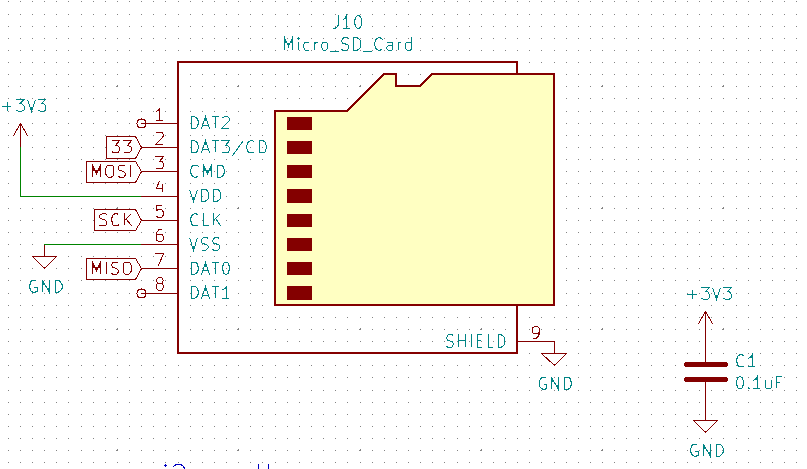 J10
Micro_SD_Card
+3V3
1 DAT2
33 2 DAT3/CD
MOSI 3 CMD
4 VDD
SCK 5 CLK
6 VSS
GND
MISO 7 DAT0
8 DAT1
SHIELD 9
GND
+3V3
C1
0,1uF
GND